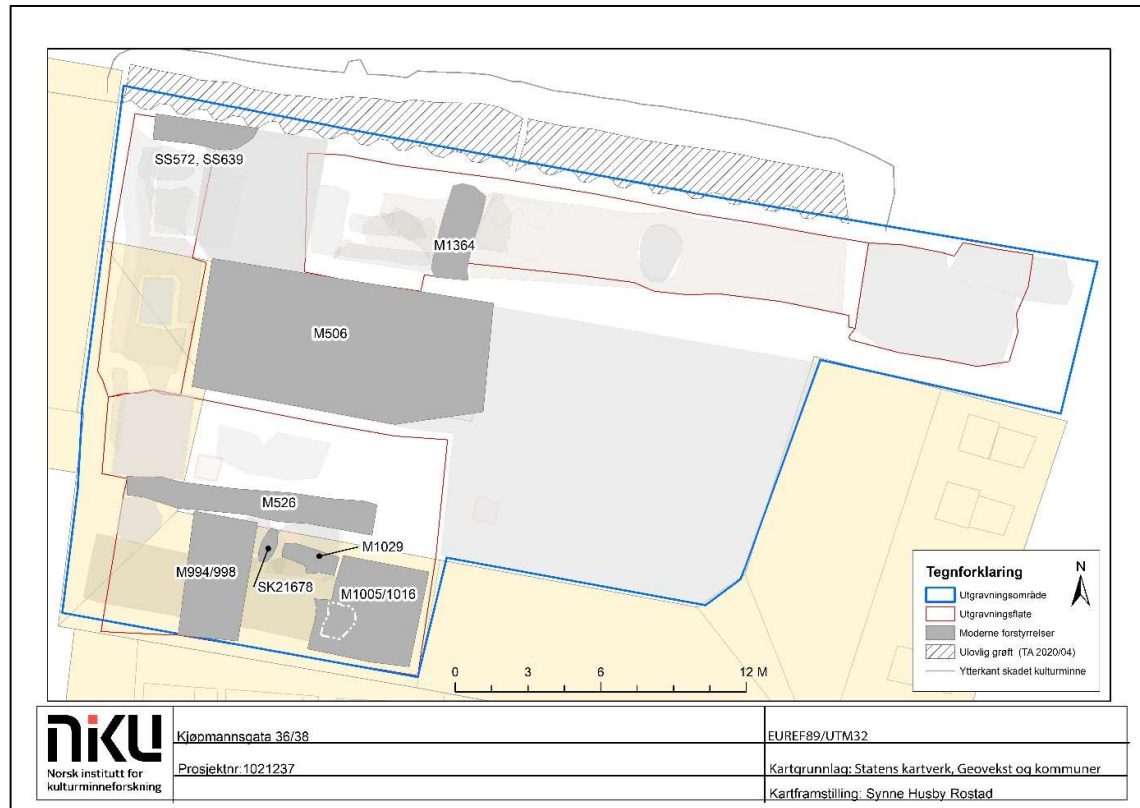 SS572, SS639
M1364
M506
M526
M1029
M994/998
SK21678
M1005/1016
0 3 6 12 M
Tegnforklaring
N
Utgravningsområde
Utgravningsflate
Moderne forstyrrelser
Ulovlig grøft (TA 2020/04)
Ytterkant skadet kulturminne
NIKU
Norsk institutt for
kulturminneforskning
Kjøpmannsgata 36/38
Prosjektnr:1021237
EUREF89/UTM32
Kartgrunnlag: Statens kartverk, Geovekst og kommuner
Kartframstilling: Synne Husby Rostad